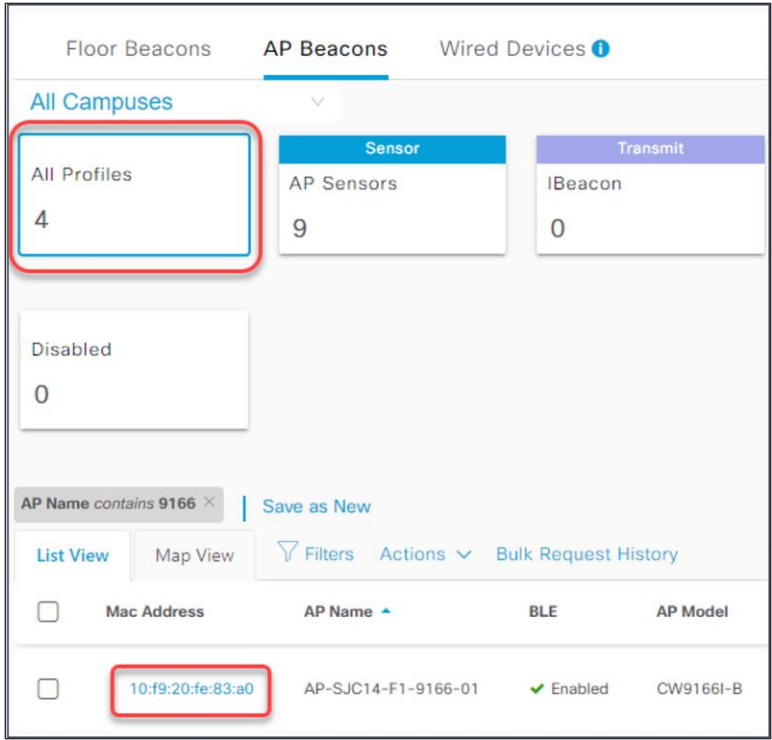 Floor Beacons AP Beacons Wired Devices i
All Campuses
All Profiles
4
Sensor
AP Sensors
9
Transmit
IBeacon
0
Disabled
0
AP Name contains 9166 × Save as New
List View Map View Filters Actions Bulk Request History
Mac Address AP Name BLE AP Model
10:f9:20:fe:83:a0 AP-SJC14-F1-9166-01 Enabled CW9166I-B